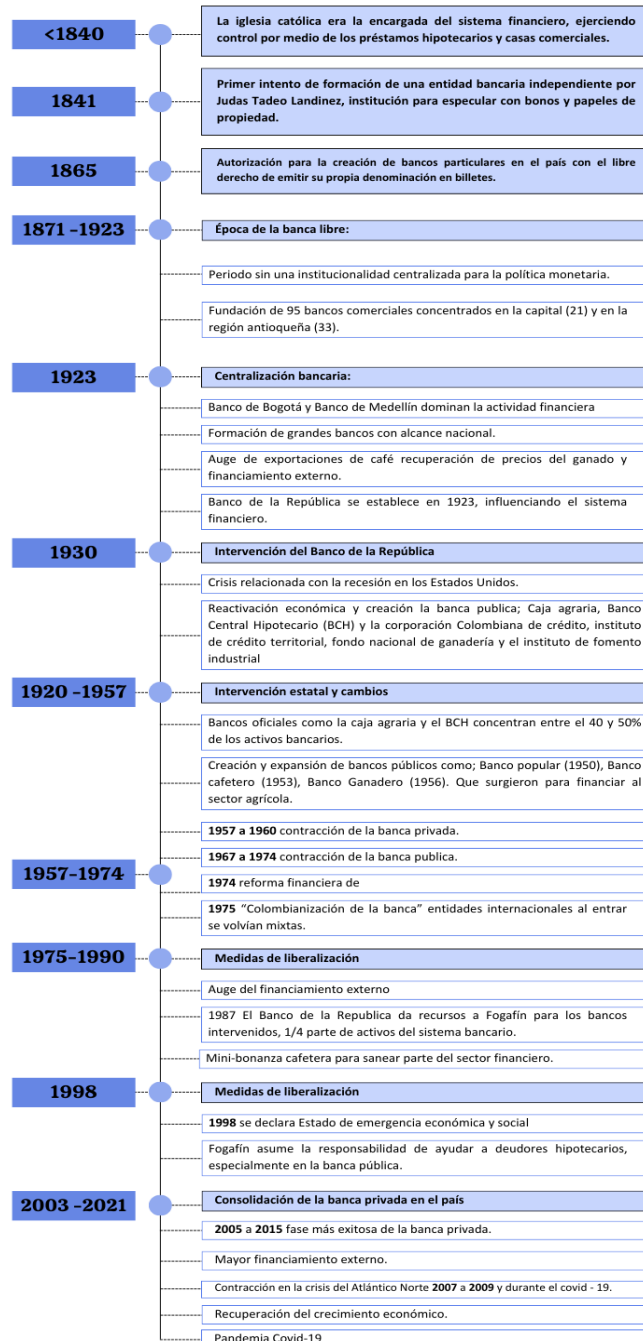 <1840
La iglesia católica era la encargada del sistema financiero, ejerciendo
control por medio de los préstamos hipotecarios y casas comerciales.
1841
Primer intento de formación de una entidad bancaria independiente por
Judas Tadeo Landinez, institución para especular con bonos y papeles de
propiedad.
1865
Autorización para la creación de bancos particulares en el país con el libre
derecho de emitir su propia denominación en billetes.
1871 -1923
Época de la banca libre:
Periodo sin una institucionalidad centralizada para la política monetaria.
Fundación de 95 bancos comerciales concentrados en la capital (21) y en la
región antioqueña (33).
1923
Centralización bancaria:
Banco de Bogotá y Banco de Medellín dominan la actividad financiera
Formación de grandes bancos con alcance nacional.
Auge de exportaciones de café recuperación de precios del ganado y
financiamiento externo.
Banco de la República se establece en 1923, influenciando el sistema
financiero.
1930
Intervención del Banco de la República
Crisis relacionada con la recesión en los Estados Unidos.
Reactivación económica y creación la banca publica; Caja agraria, Banco
Central Hipotecario (BCH) y la corporación Colombiana de crédito, instituto
de crédito territorial, fondo nacional de ganadería y el instituto de fomento
industrial
1920 -1957
Intervención estatal y cambios
Bancos oficiales como la caja agraria y el BCH concentran entre el 40 y 50%
de los activos bancarios.
Creación y expansión de bancos públicos como; Banco popular (1950), Banco
cafetero (1953), Banco Ganadero (1956). Que surgieron para financiar al
sector agrícola.
1957 a 1960 contracción de la banca privada.
1967 a 1974 contracción de la banca publica.
1957-1974
1974 reforma financiera de
1975 “Colombianización de la banca” entidades internacionales al entrar
se volvían mixtas.
1975-1990
Medidas de liberalización
Auge del financiamiento externo
1987 El Banco de la Republica da recursos a Fogafín para los bancos
intervenidos, 1/4 parte de activos del sistema bancario.
Mini-bonanza cafetera para sanear parte del sector financiero.
1998
Medidas de liberalización
1998 se declara Estado de emergencia económica y social
Fogafín asume la responsabilidad de ayudar a deudores hipotecarios,
especialmente en la banca pública.
2003 -2021
Consolidación de la banca privada en el país
2005 a 2015 fase más exitosa de la banca privada.
Mayor financiamiento externo.
Contracción en la crisis del Atlántico Norte 2007 a 2009 y durante el covid - 19.
Recuperación del crecimiento económico.
Pandemia Covid-19